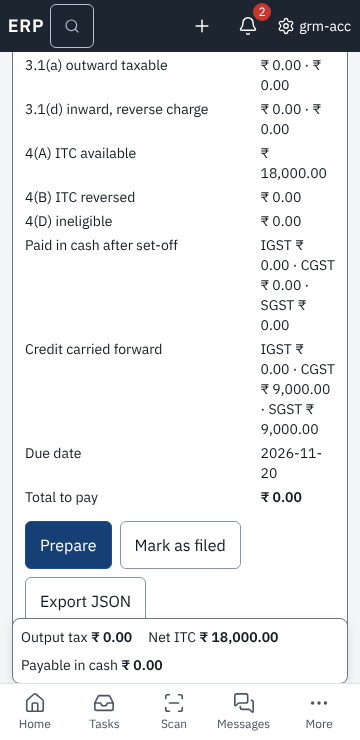 ERP
2
grm-acc
3.1(a) outward taxable
₹ 0.00 · ₹
0.00
3.1(d) inward, reverse charge
₹ 0.00 · ₹
0.00
4(A) ITC available
₹
18,000.00
4(B) ITC reversed
₹ 0.00
4(D) ineligible
₹ 0.00
Paid in cash after set-off
IGST ₹
0.00 · CGST
₹ 0.00 ·
SGST ₹
0.00
Credit carried forward
IGST ₹
0.00 · CGST
₹ 9,000.00
· SGST ₹
9,000.00
Due date
2026-11-
20
Total to pay
₹ 0.00
Prepare
Mark as filed
Export JSON
Output tax ₹ 0.00 Net ITC ₹ 18,000.00
Payable in cash ₹ 0.00
Home
Tasks
Scan
Messages
More